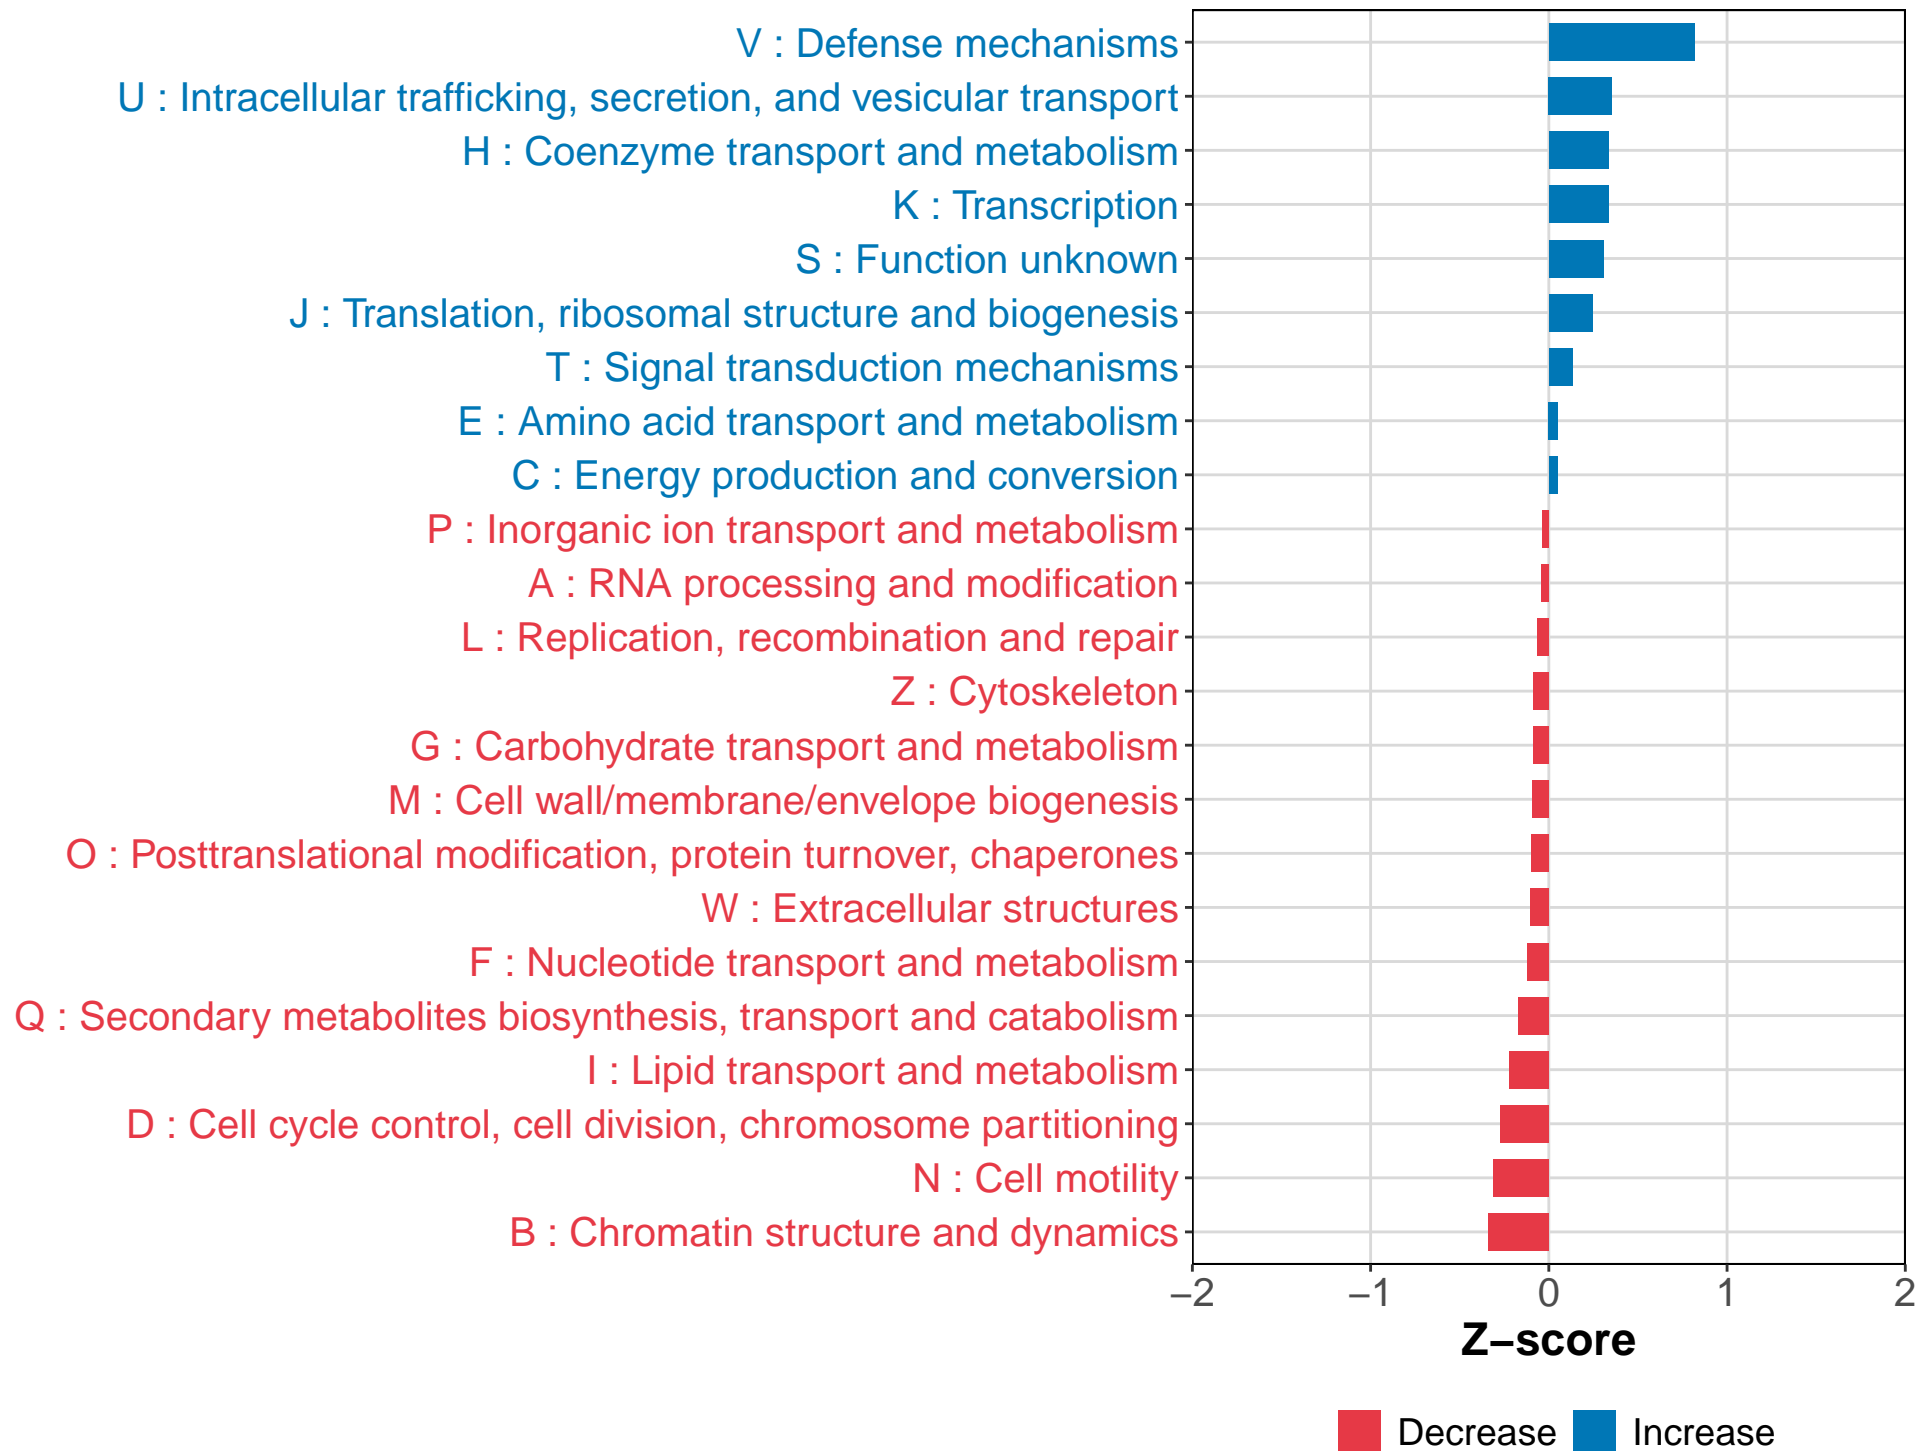 V : Defense mechanisms
U : Intracellular trafficking, secretion, and vesicular transport
H : Coenzyme transport and metabolism
K : Transcription
S : Function unknown
J : Translation, ribosomal structure and biogenesis
T : Signal transduction mechanisms
E : Amino acid transport and metabolism
C : Energy production and conversion
P : Inorganic ion transport and metabolism
A : RNA processing and modification
L : Replication, recombination and repair
Z : Cytoskeleton
G : Carbohydrate transport and metabolism
M : Cell wall/membrane/envelope biogenesis
O : Posttranslational modification, protein turnover, chaperones
W : Extracellular structures
F : Nucleotide transport and metabolism
Q : Secondary metabolites biosynthesis, transport and catabolism
I : Lipid transport and metabolism
D : Cell cycle control, cell division, chromosome partitioning
N : Cell motility
B : Chromatin structure and dynamics
−2 −1 0 1 2
Z−score
Decrease Increase